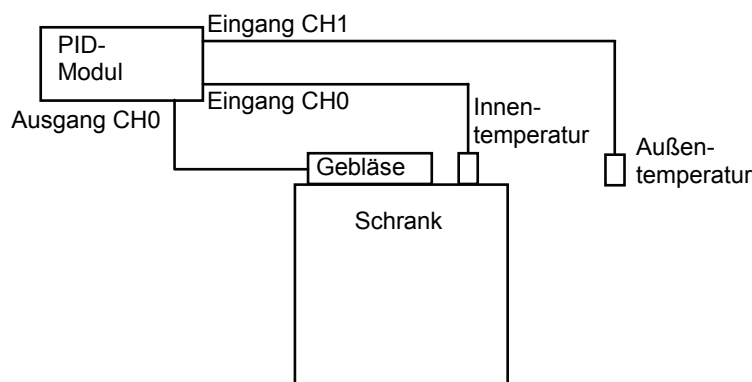 Eingang CH1
PID-
Modul
Eingang CH0
Ausgang CH0
Innen-
temperatur
Außen-
temperatur
Gebläse
Schrank